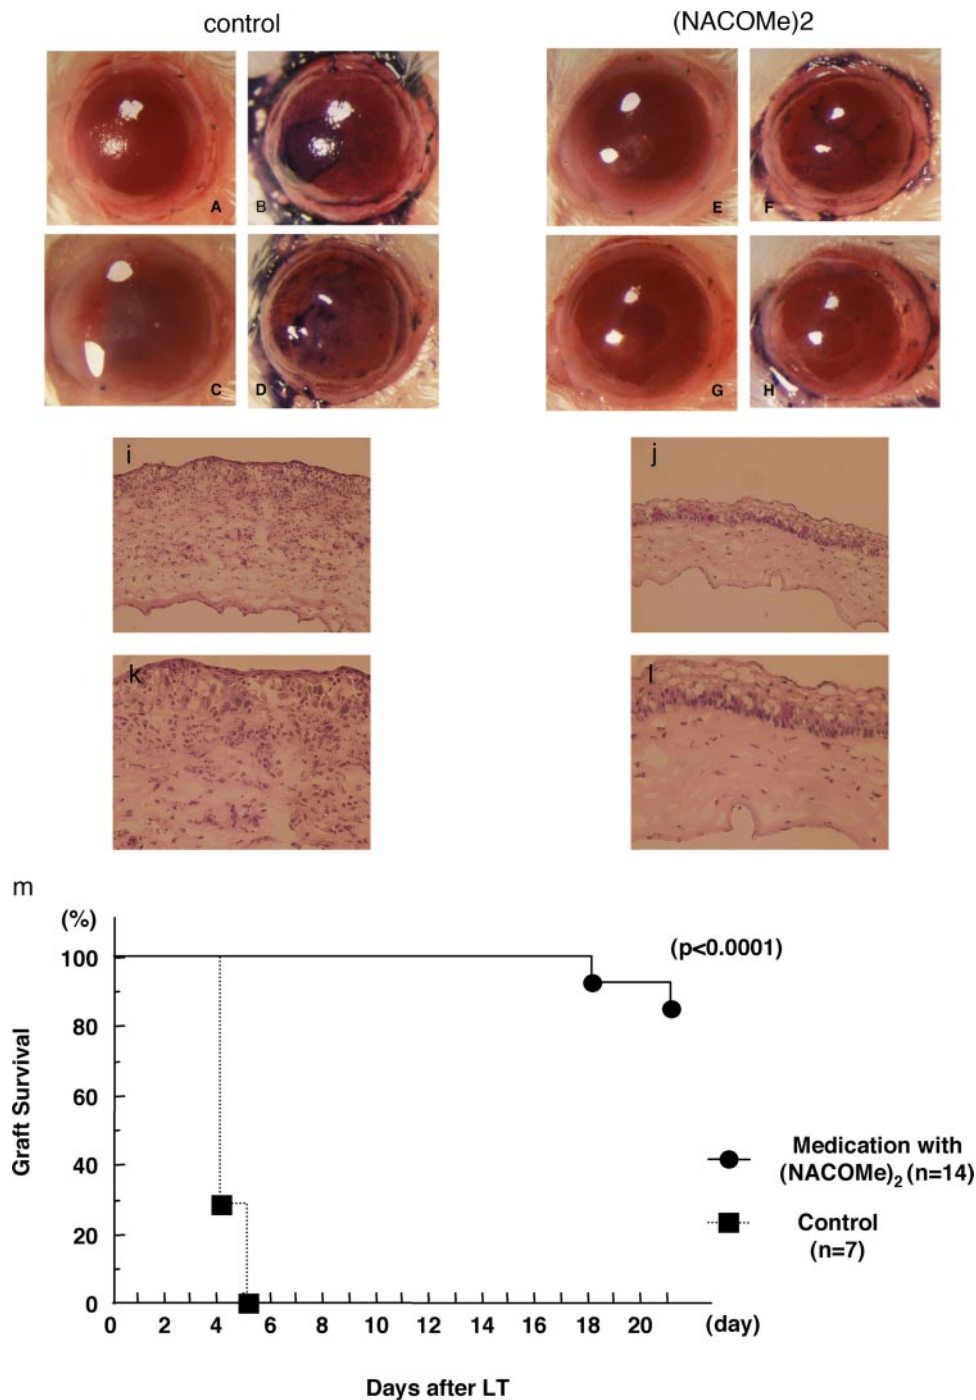 control
(NACOMe)2
A
B
E
F
C
D
G
H
i
j
k
l
m
(%)
100
80
60
40
20
0
Graft Survival
(p<0.0001)
Medication with
(NACOMe)2 (n=14)
Control
(n=7)
0 2 4 6 8 10 12 14 16 18 20 (day)
Days after LT